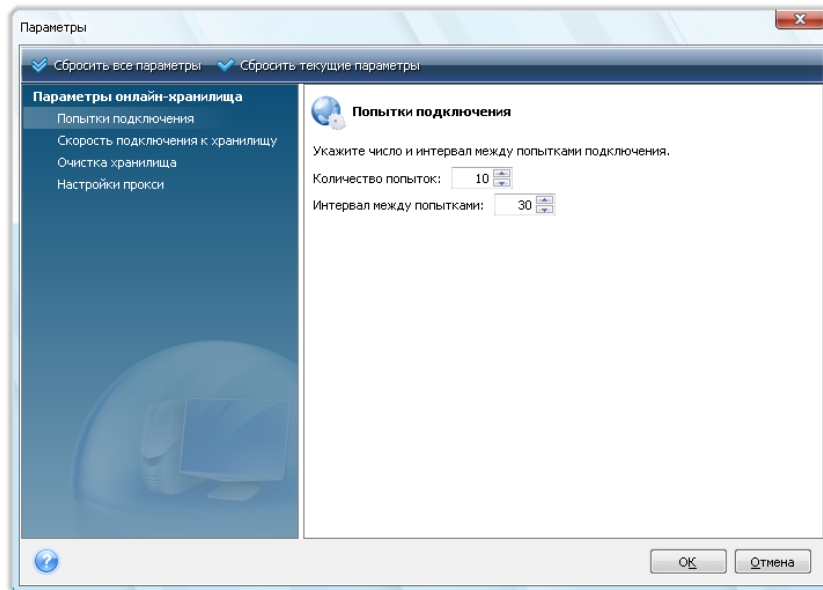 Параметры
Сбросить все параметры Сбросить текущие параметры
Параметры онлайн-хранилища
Попытки подключения
Скорость подключения к хранилищу
Очистка хранилища
Настройки прокси
Попытки подключения
Укажите число и интервал между попытками подключения.
Количество попыток: 10
Интервал между попытками: 30
ОК Отмена